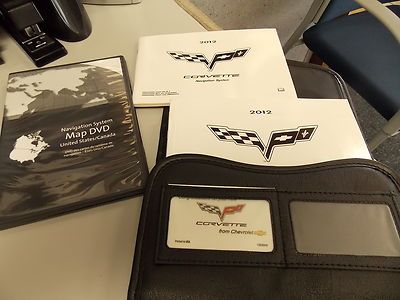 Navigation System
Map DVD
United States/Canada
2012
CORVETTE
Navigation System
2012
CORVETTE
from Chevrolet